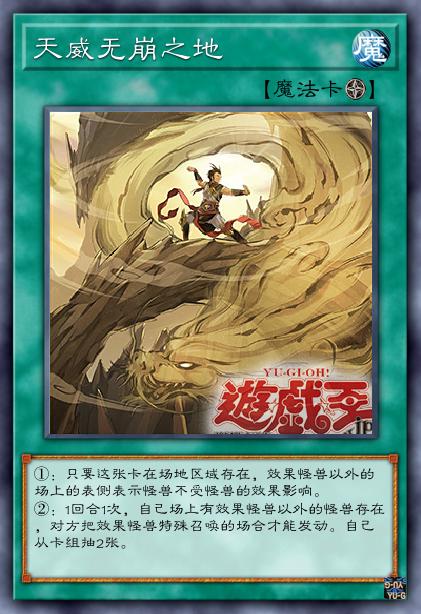 天威无崩之地
魔
【魔法卡】
YU-GI-OH!
遊戯王
.jp
①：只要这张卡在场地区域存在，效果怪兽以外的
场上的表侧表示怪兽不受怪兽的效果影响。
②：1回合1次，自己场上有效果怪兽以外的怪兽存在
，对方把效果怪兽特殊召唤的场合才能发动。自己
从卡组抽2张。